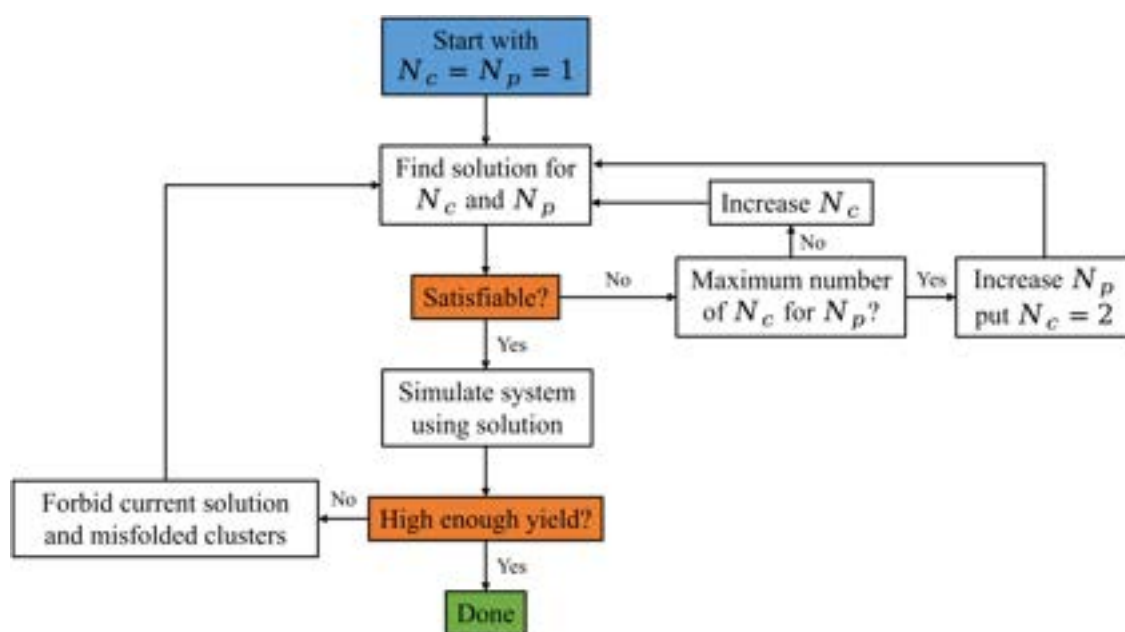 Start with
N_c = N_p = 1
Find solution for
N_c and N_p
Increase N_c
No
Satisfiable?
No
Maximum number
of N_c for N_p?
Yes
Increase N_p
put N_c = 2
Yes
Simulate system
using solution
Forbid current solution
and misfolded clusters
No
High enough yield?
Yes
Done